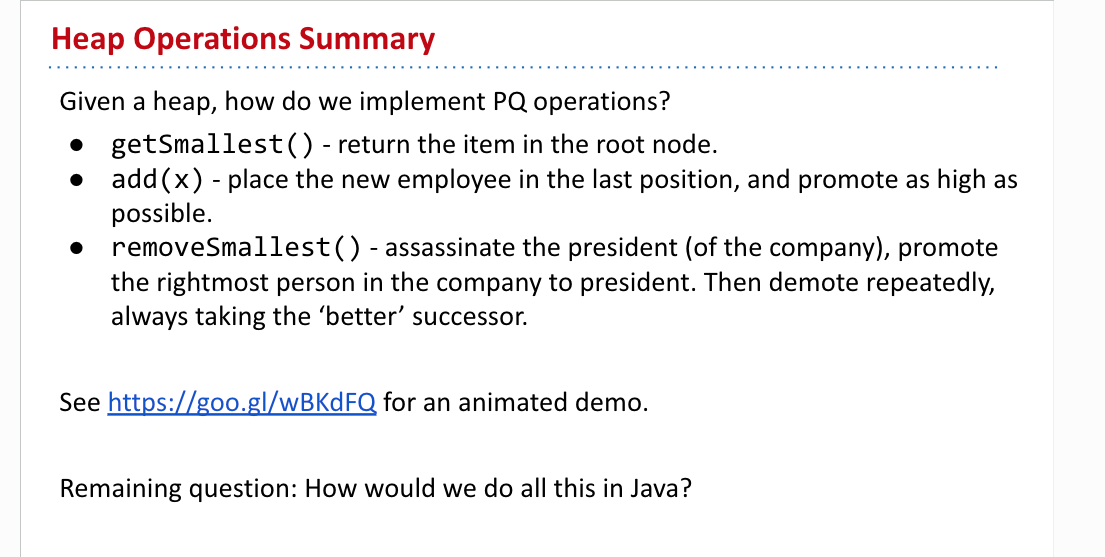 Heap Operations Summary
Given a heap, how do we implement PQ operations?
● getSmallest() - return the item in the root node.
● add(x) - place the new employee in the last position, and promote as high as
possible.
● removeSmallest() - assassinate the president (of the company), promote
the rightmost person in the company to president. Then demote repeatedly,
always taking the ‘better’ successor.
See https://goo.gl/wBKdFQ for an animated demo.
Remaining question: How would we do all this in Java?